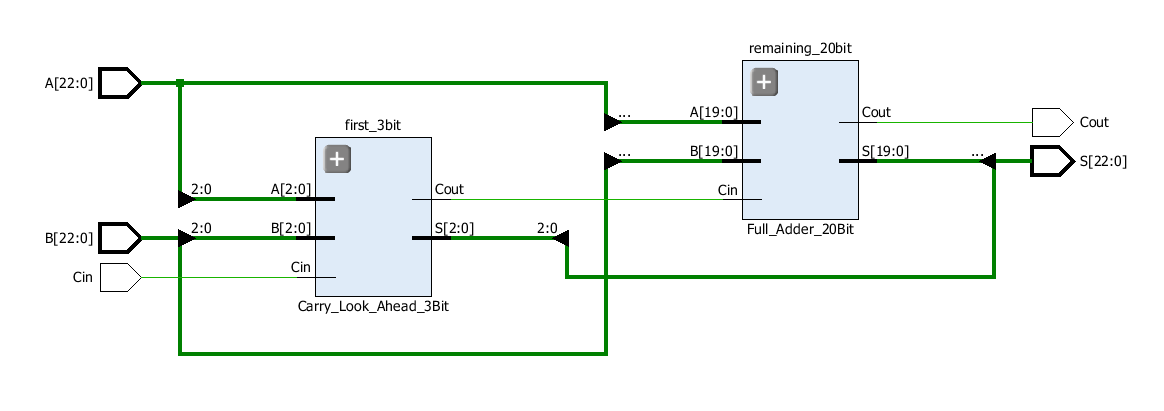 remaining_20bit
A[22:0]
+
... A[19:0]
Cout
Cout
first_3bit
... B[19:0]
S[19:0] ...
S[22:0]
+
2:0 A[2:0]
Cout
Cin
B[22:0]
2:0 B[2:0]
S[2:0] 2:0
Full_Adder_20Bit
Cin
Cin
Carry_Look_Ahead_3Bit